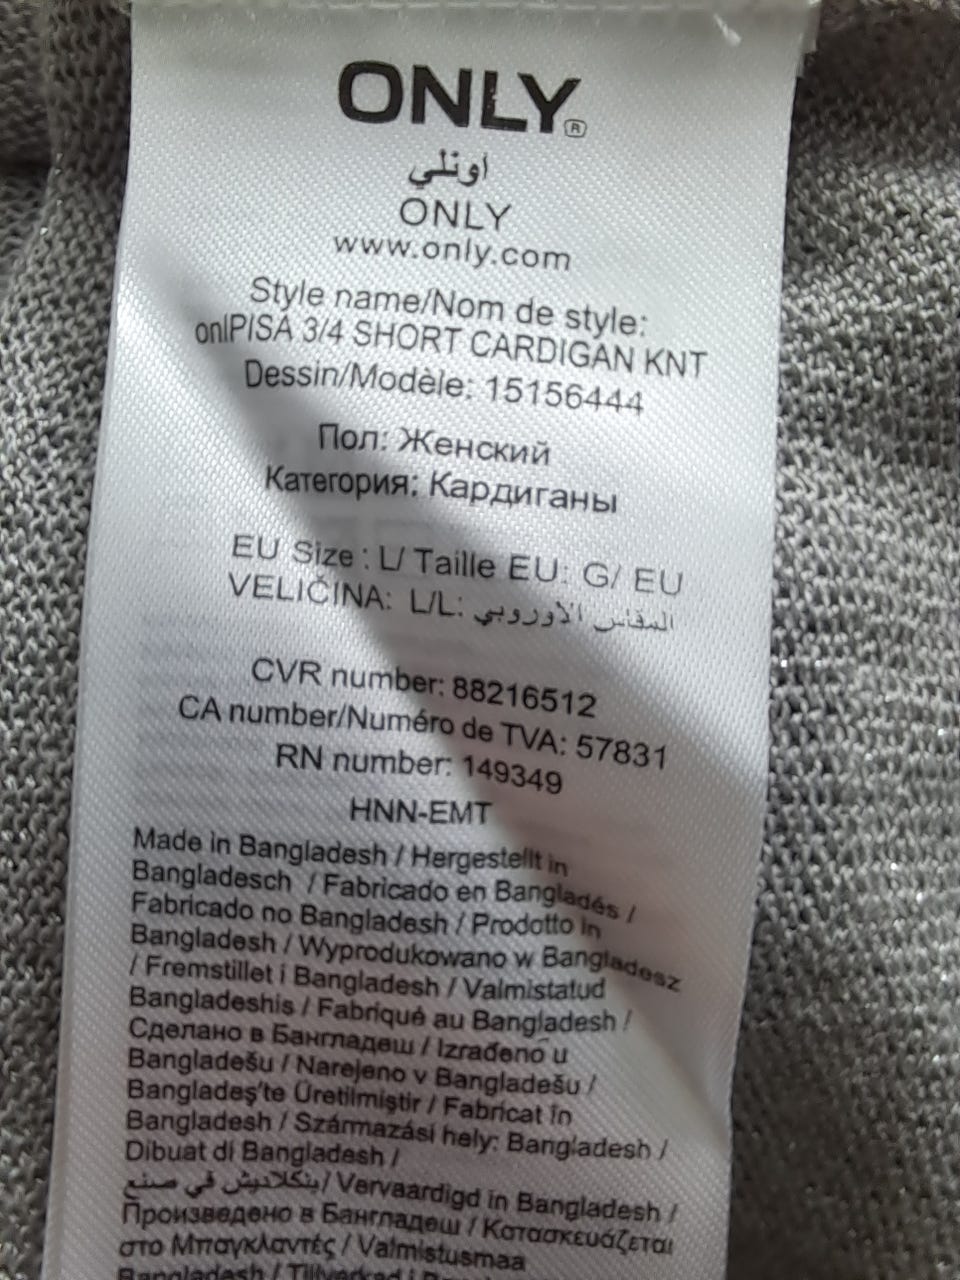 ONLY®
اونلي
ONLY
www.only.com
Style name/Nom de style:
onlPISA 3/4 SHORT CARDIGAN KNT
Dessin/Modèle: 15156444
Пол: Женский
Категория: Кардиганы
EU Size : L/ Taille EU: G/ EU
VELIČINA: L/L: المقاس الأوروبي
CVR number: 88216512
CA number/Numéro de TVA: 57831
RN number: 149349
HNN-EMT
Made in Bangladesh / Hergestellt in
Bangladesch / Fabricado en Bangladés /
Fabricado no Bangladesh / Prodotto in
Bangladesh / Wyprodukowano w Bangladesz
/ Fremstillet i Bangladesh / Valmistatud
Bangladeshis / Fabriqué au Bangladesh /
Сделано в Бангладеш / Izrađeno u
Bangladešu / Narejeno v Bangladešu /
Bangladeş'te Üretilmiştir / Fabricat în
Bangladesh / Származási hely: Bangladesh /
Dibuat di Bangladesh /
بنكلاديش في صنع / Vervaardigd in Bangladesh /
Произведено в Бангладеш / Κατασκευάζεται
στο Μπαγκλαντές / Valmistusmaa
Bangladesh / Tillverkad i